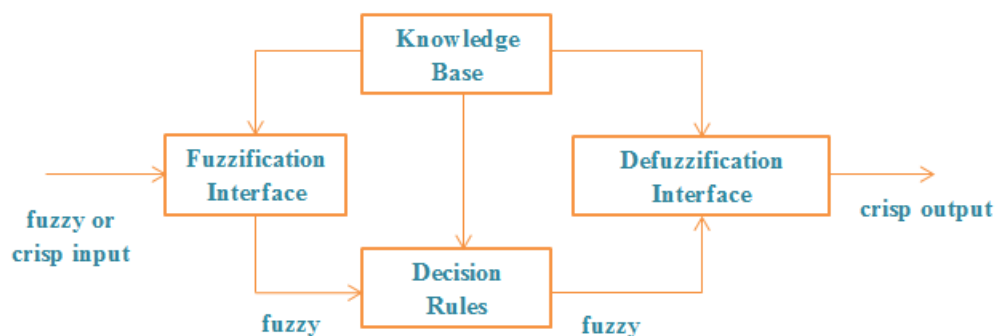 Knowledge
Base
Fuzzification
Interface
Defuzzification
Interface
fuzzy or
crisp input
crisp output
Decision
Rules
fuzzy
fuzzy